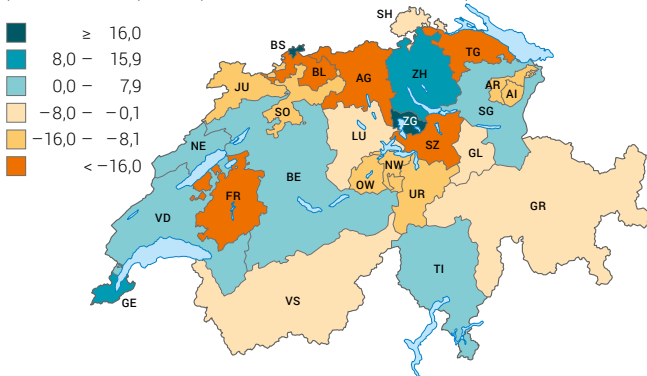 ≥ 16,0
8,0 – 15,9
0,0 – 7,9
−8,0 – −0,1
−16,0 – −8,1
< −16,0
SH
BS
BL
AG
ZH
TG
JU
SO
AR
AI
SG
ZG
LU
SZ
GL
NE
BE
NW
OW
UR
FR
VD
GR
TI
VS
GE